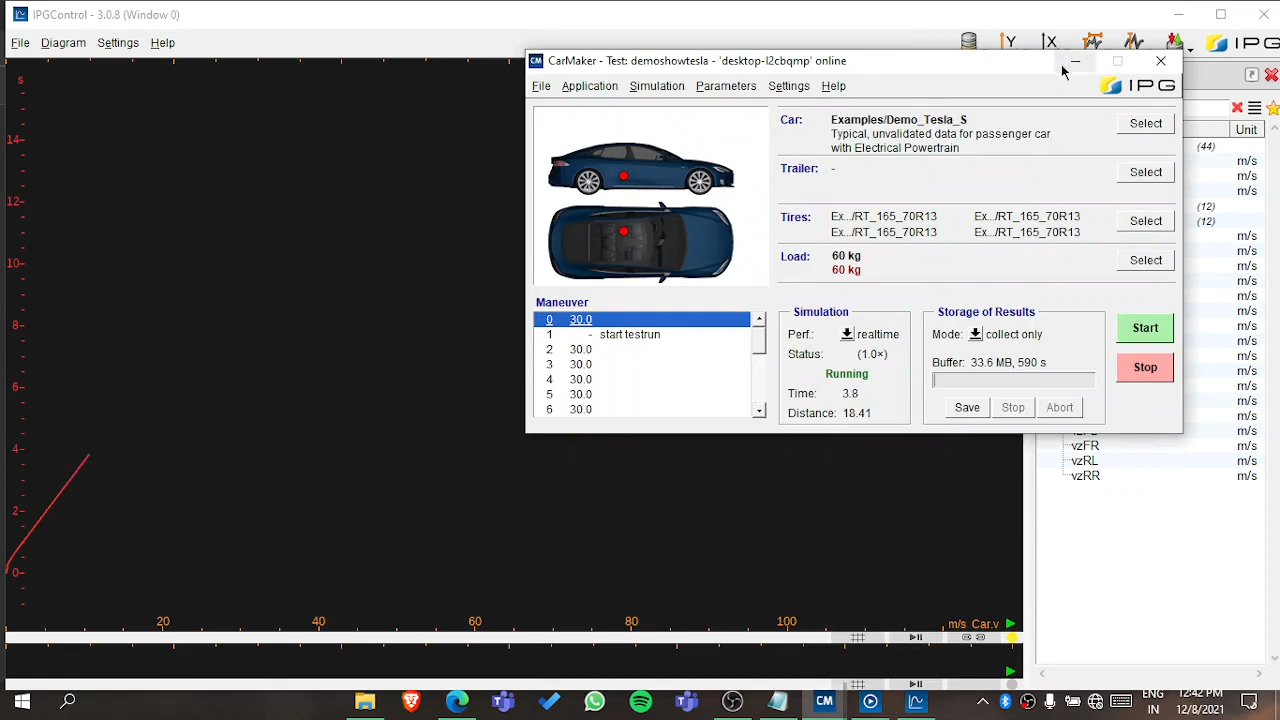 IPGControl - 3.0.8 (Window 0)
File Diagram Settings Help
Y X IPG
CarMaker - Test: demoshowtesla - 'desktop-l2cbqmp' online
File Application Simulation Parameters Settings Help
IPG
Car: Examples/Demo_Tesla_S
Typical, unvalidated data for passenger car
with Electrical Powertrain
Select
Trailer: -
Select
Tires: Ex.../RT_165_70R13 Ex.../RT_165_70R13
Ex.../RT_165_70R13 Ex.../RT_165_70R13
Select
Load: 60 kg
60 kg
Select
Maneuver
0 30.0
1 - start testrun
2 30.0
3 30.0
4 30.0
5 30.0
6 30.0
Simulation
Perf.: realtime
Status: (1.0×)
Running
Time: 3.8
Distance: 18.41
Storage of Results
Mode: collect only
Buffer: 33.6 MB, 590 s
Save Stop Abort
Start
Stop
Unit
(44)
m/s
m/s
m/s
(12)
(12)
m/s
m/s
m/s
m/s
m/s
m/s
m/s
m/s
m/s
m/s
m/s
m/s
m/s
vzFR m/s
vzRL m/s
vzRR m/s
s
14
12
10
8
6
4
2
0
20 40 60 80 100 m/s Car.v
CM
ENG
IN
12:42 PM
12/8/2021